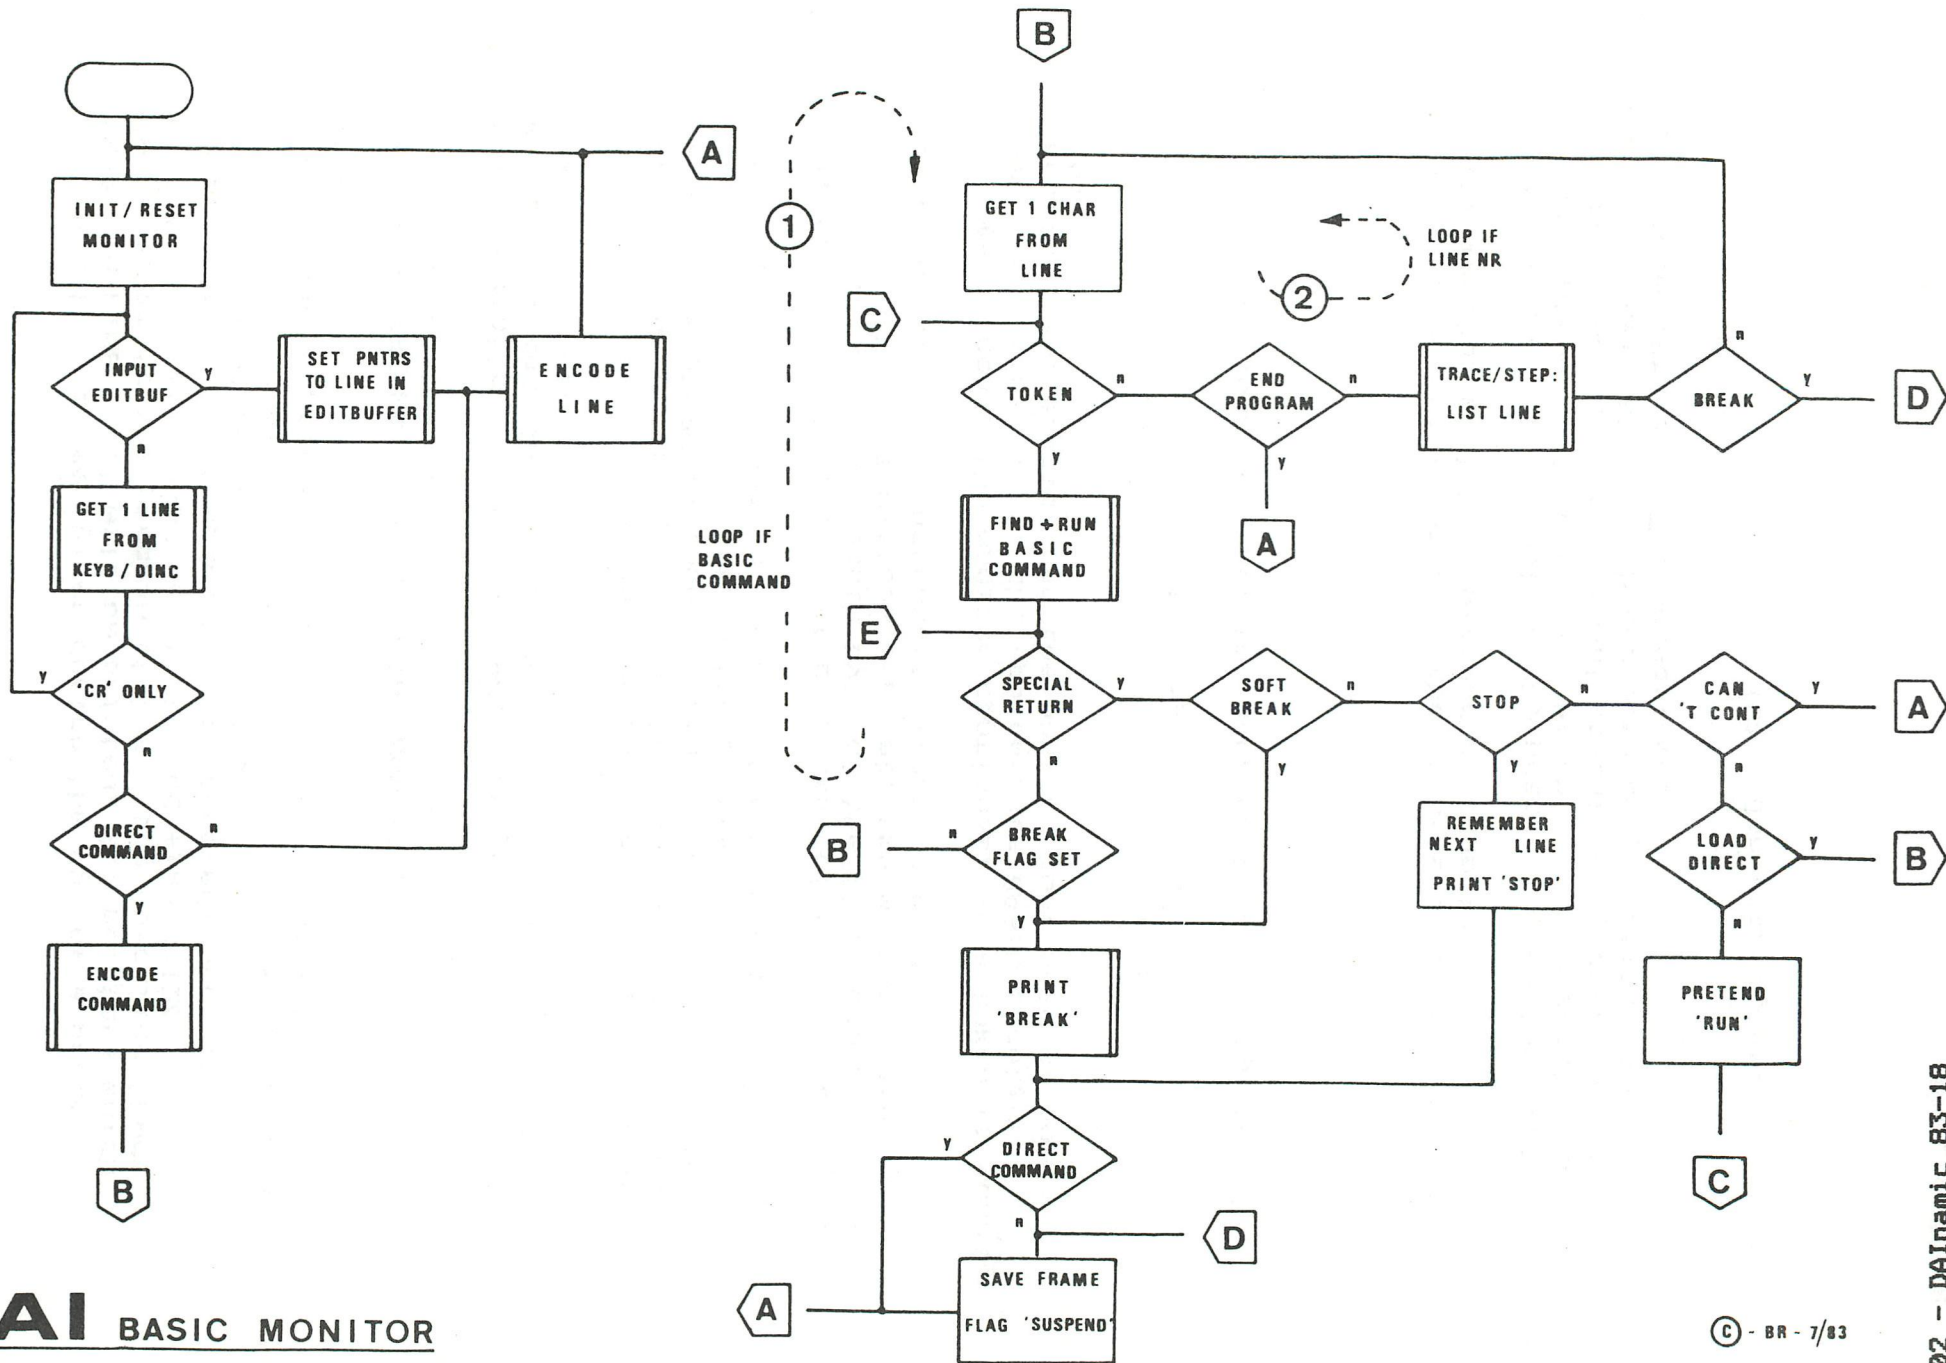 A
INIT/ RESET
MONITOR
INPUT
EDITBUF
y
n
SET PNTRS
TO LINE IN
EDITBUFFER
ENCODE
LINE
GET 1 LINE
FROM
KEYB / DINC
'CR' ONLY
y
n
DIRECT
COMMAND
n
y
ENCODE
COMMAND
B
AI BASIC MONITOR
1
LOOP IF
BASIC
COMMAND
B
GET 1 CHAR
FROM
LINE
2
LOOP IF
LINE NR
C
TOKEN
n
y
END
PROGRAM
n
y
A
TRACE/STEP:
LIST LINE
BREAK
n
y
D
FIND + RUN
BASIC
COMMAND
E
SPECIAL
RETURN
y
n
SOFT
BREAK
n
y
STOP
n
y
CAN
'T CONT
y
n
A
B
n
BREAK
FLAG SET
y
REMEMBER
NEXT LINE
PRINT 'STOP'
LOAD
DIRECT
y
n
B
PRINT
'BREAK'
PRETEND
'RUN'
C
DIRECT
COMMAND
y
n
D
SAVE FRAME
FLAG 'SUSPEND'
A
© - BR - 7/83
02 - DAInamic 83-18